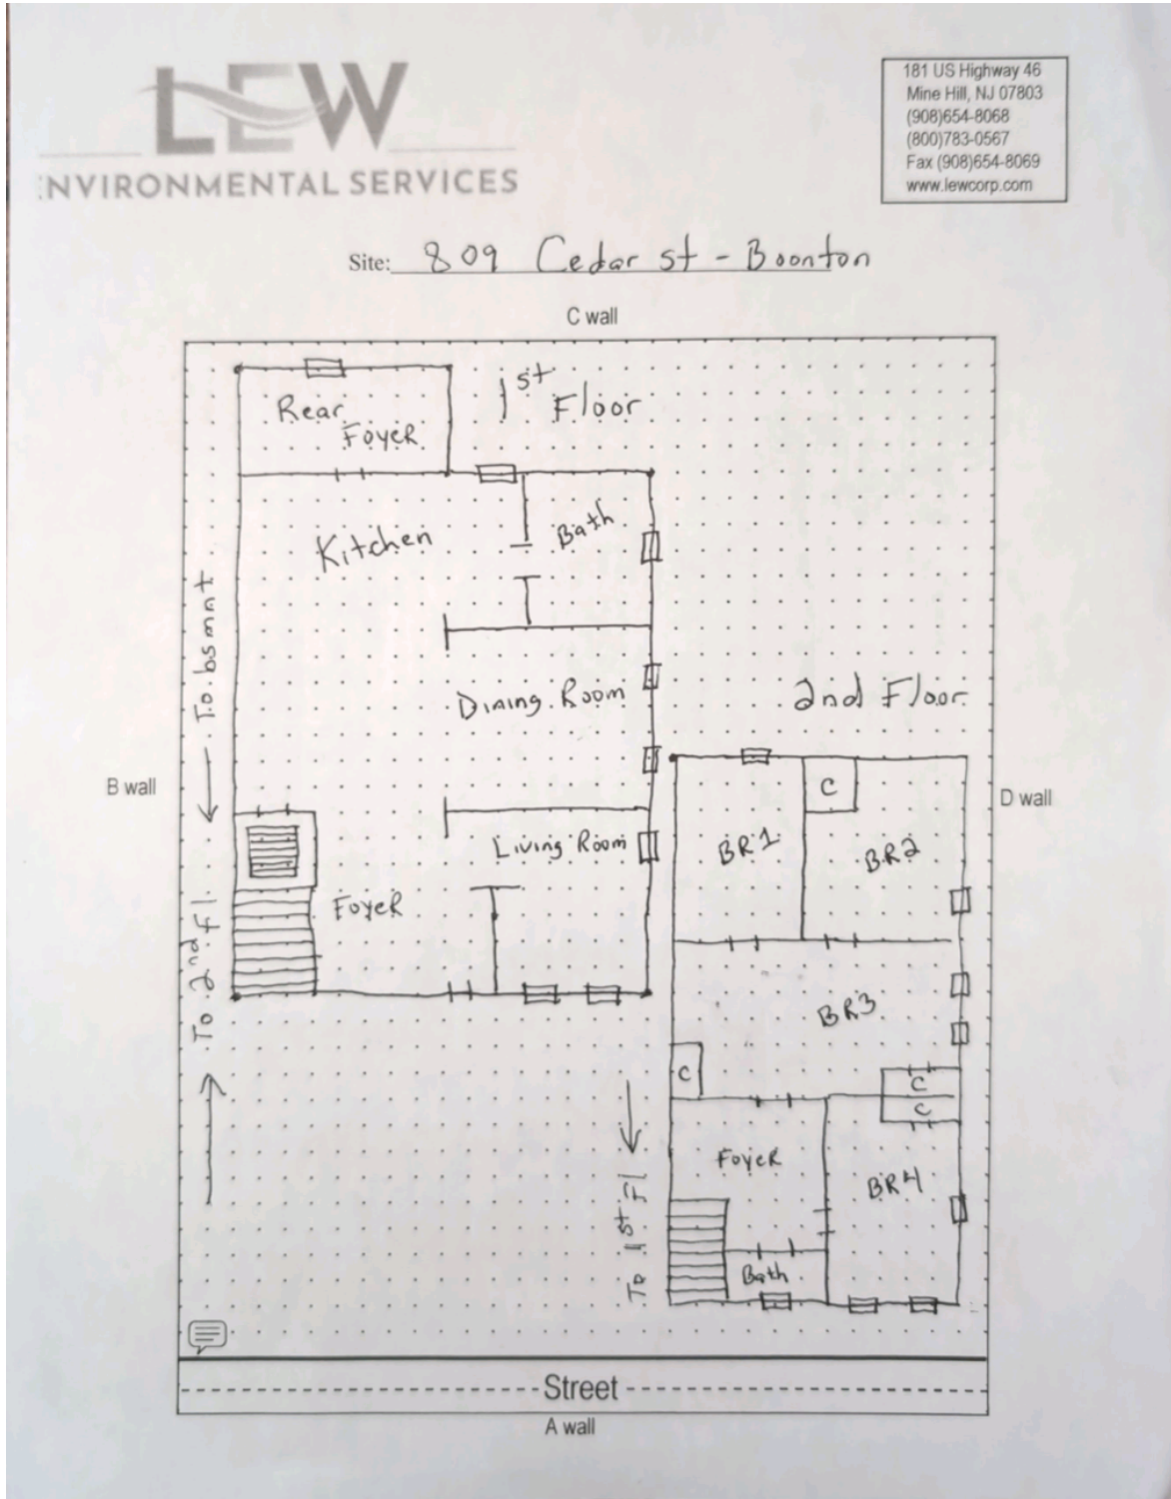 LEW
ENVIRONMENTAL SERVICES
181 US Highway 46
Mine Hill, NJ 07803
(908)654-8068
(800)783-0567
Fax (908)654-8069
www.lewcorp.com
Site: 809 Cedar st - Boonton
C wall
1st Floor
Rear
Foyer
Kitchen
Bath
To bsmnt
Dining Room
2nd Floor
B wall
D wall
C
BR1
BR2
Living Room
Foyer
To 2nd Fl
BR3
C
C
C
Foyer
BR4
To 1st Fl
Bath
Street
A wall